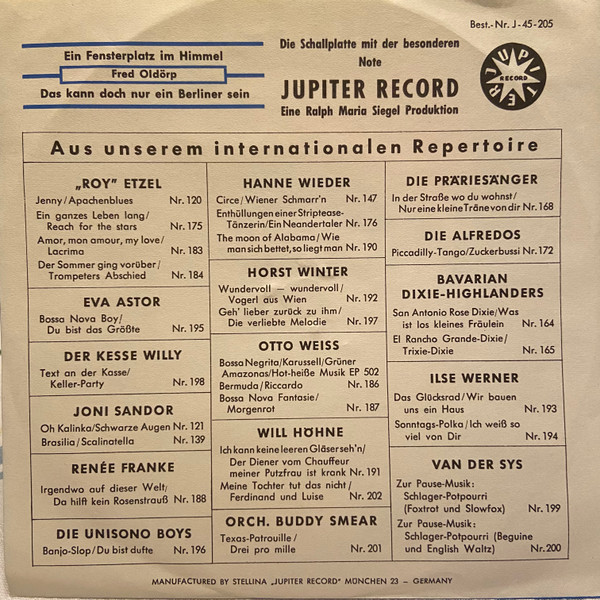 Best.-Nr. J-45-205
Ein Fensterplatz im Himmel
Fred Oldörp
Das kann doch nur ein Berliner sein
Die Schallplatte mit der besonderen
Note
JUPITER RECORD
Eine Ralph Maria Siegel Produktion
JUPITER
RECORD
Aus unserem internationalen Repertoire
„ROY" ETZEL
Jenny/Apachenblues Nr. 120
Ein ganzes Leben lang/
Reach for the stars Nr. 175
Amor, mon amour, my love/
Lacrima Nr. 183
Der Sommer ging vorüber/
Trompeters Abschied Nr. 184
EVA ASTOR
Bossa Nova Boy/
Du bist das Größte Nr. 195
DER KESSE WILLY
Text an der Kasse/
Keller-Party Nr. 198
JONI SANDOR
Oh Kalinka/Schwarze Augen Nr. 121
Brasilia/Scalinatella Nr. 139
RENÉE FRANKE
Irgendwo auf dieser Welt/
Da hilft kein Rosenstrauß Nr. 188
DIE UNISONO BOYS
Banjo-Slop/Du bist dufte Nr. 196
HANNE WIEDER
Circe/Wiener Schmarr'n Nr. 147
Enthüllungen einer Striptease-
Tänzerin/Ein Neandertaler Nr. 176
The moon of Alabama/Wie
man sich bettet, so liegt man Nr. 190
HORST WINTER
Wundervoll – wundervoll/
Vogerl aus Wien Nr. 192
Geh' lieber zurück zu ihm/
Die verliebte Melodie Nr. 197
OTTO WEISS
Bossa Negrita/Karussell/Grüner
Amazonas/Hot-heiße Musik EP 502
Bermuda/Riccardo Nr. 186
Bossa Nova Fantasie/
Morgenrot Nr. 187
WILL HÖHNE
Ich kann keine leeren Gläser seh'n/
Der Diener vom Chauffeur
meiner Putzfrau ist krank Nr. 191
Meine Tochter tut das nicht/
Ferdinand und Luise Nr. 202
ORCH. BUDDY SMEAR
Texas-Patrouille/
Drei pro mille Nr. 201
DIE PRÄRIESÄNGER
In der Straße wo du wohnst/
Nur eine kleine Träne von dir Nr. 168
DIE ALFREDOS
Piccadilly-Tango/Zuckerbussi Nr. 172
BAVARIAN
DIXIE-HIGHLANDERS
San Antonio Rose Dixie/Was
ist los kleines Fräulein Nr. 164
El Rancho Grande-Dixie/
Trixie-Dixie Nr. 165
ILSE WERNER
Das Glücksrad/Wir bauen
uns ein Haus Nr. 193
Sonntags-Polka/Ich weiß so
viel von Dir Nr. 194
VAN DER SYS
Zur Pause-Musik:
Schlager-Potpourri
(Foxtrot und Slowfox) Nr. 199
Zur Pause-Musik:
Schlager-Potpourri (Beguine
und English Waltz) Nr. 200
MANUFACTURED BY STELLINA „JUPITER RECORD" MÜNCHEN 23 – GERMANY